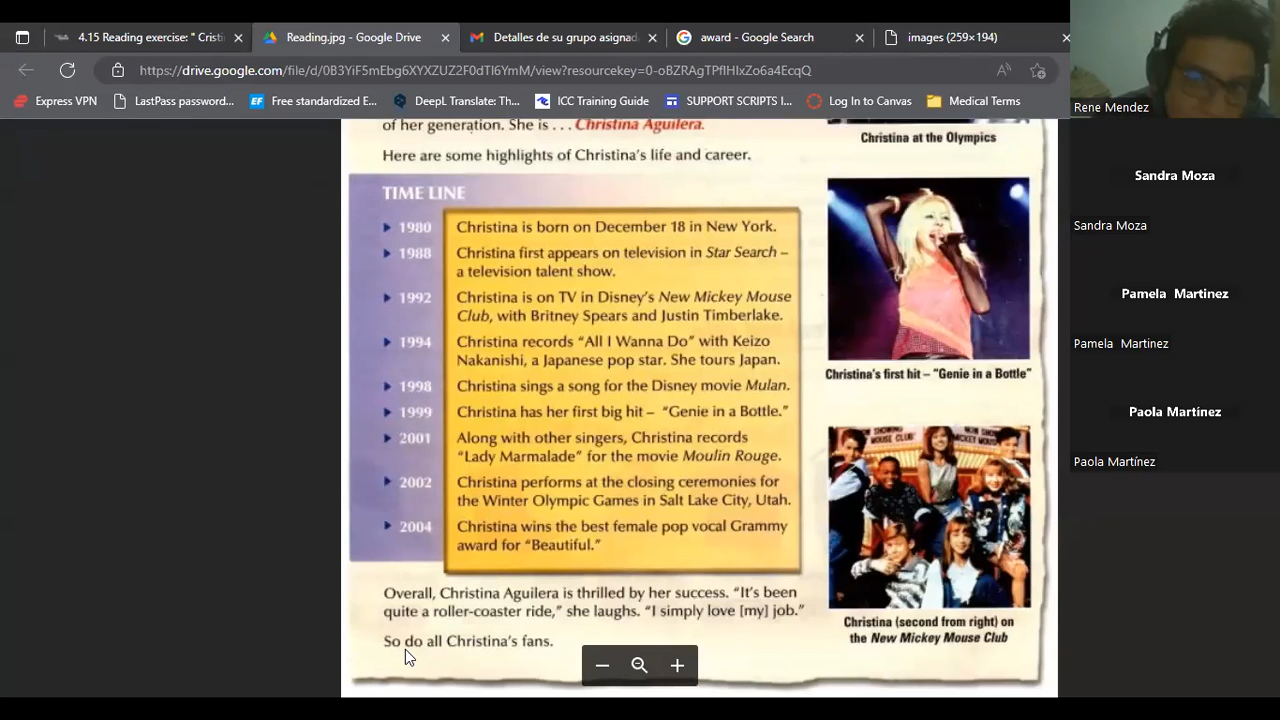 4.15 Reading exercise: " Cristi
Reading.jpg - Google Drive
Detalles de su grupo asignad
award - Google Search
images (259×194)
https://drive.google.com/file/d/0B3YiF5mEbg6XYXZUZ2F0dTl6YmM/view?resourcekey=0-oBZRAgTPflHIxZo6a4EcqQ
Express VPN
LastPass password...
Free standardized E...
DeepL Translate: Th...
ICC Training Guide
SUPPORT SCRIPTS I...
Log In to Canvas
Medical Terms
of her generation. She is . . . Christina Aguilera.
Here are some highlights of Christina's life and career.
TIME LINE
1980 Christina is born on December 18 in New York.
1988 Christina first appears on television in Star Search –
a television talent show.
1992 Christina is on TV in Disney's New Mickey Mouse
Club, with Britney Spears and Justin Timberlake.
1994 Christina records "All I Wanna Do" with Keizo
Nakanishi, a Japanese pop star. She tours Japan.
1998 Christina sings a song for the Disney movie Mulan.
1999 Christina has her first big hit – "Genie in a Bottle."
2001 Along with other singers, Christina records
"Lady Marmalade" for the movie Moulin Rouge.
2002 Christina performs at the closing ceremonies for
the Winter Olympic Games in Salt Lake City, Utah.
2004 Christina wins the best female pop vocal Grammy
award for "Beautiful."
Overall, Christina Aguilera is thrilled by her success. "It's been
quite a roller-coaster ride," she laughs. "I simply love [my] job."
So do all Christina's fans.
Christina at the Olympics
Christina's first hit – "Genie in a Bottle"
MOUSE CLUB
MICKEY MOUS
Christina (second from right) on
the New Mickey Mouse Club
Rene Mendez
Sandra Moza
Sandra Moza
Pamela Martinez
Pamela Martinez
Paola Martínez
Paola Martínez